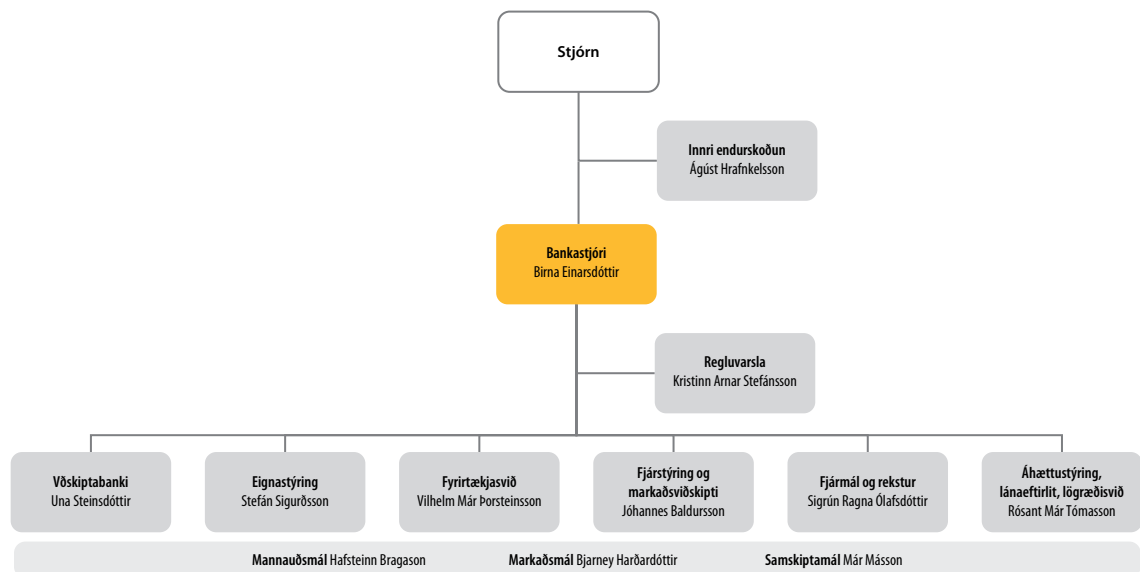 Stjórn
Innri endurskoðun
Ágúst Hrafnkelsson
Bankastjóri
Birna Einarsdóttir
Regluvarsla
Kristinn Arnar Stefánsson
Vðskiptabanki
Una Steinsdóttir
Eignastýring
Stefán Sigurðsson
Fyrirtækjasvið
Vilhelm Már Þorsteinsson
Fjárstýring og
markaðsviðskipti
Jóhannes Baldursson
Fjármál og rekstur
Sigrún Ragna Ólafsdóttir
Áhættustýring,
lánaeftirlit, lögræðisvið
Rósant Már Tómasson
Mannauðsmál Hafsteinn Bragason
Markaðsmál Bjarney Harðardóttir
Samskiptamál Már Másson